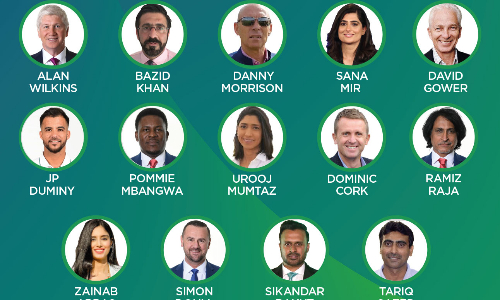 ALAN WILKINS
BAZID KHAN
DANNY MORRISON
SANA MIR
DAVID GOWER
JP DUMINY
POMMIE MBANGWA
UROOJ MUMTAZ
DOMINIC CORK
RAMIZ RAJA
ZAINAB
SIMON
SIKANDAR
TARIQ